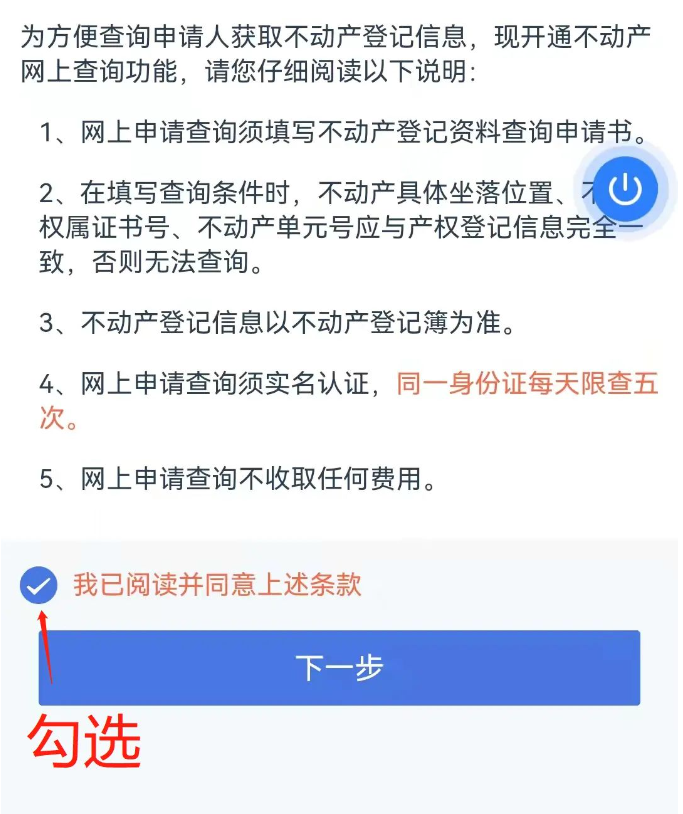 为方便查询申请人获取不动产登记信息，现开通不动产
网上查询功能，请您仔细阅读以下说明：
1、网上申请查询须填写不动产登记资料查询申请书。
2、在填写查询条件时，不动产具体坐落位置、不
权属证书号、不动产单元号应与产权登记信息完全一
致，否则无法查询。
3、不动产登记信息以不动产登记簿为准。
4、网上申请查询须实名认证，同一身份证每天限查五
次。
5、网上申请查询不收取任何费用。
我已阅读并同意上述条款
下一步
勾选